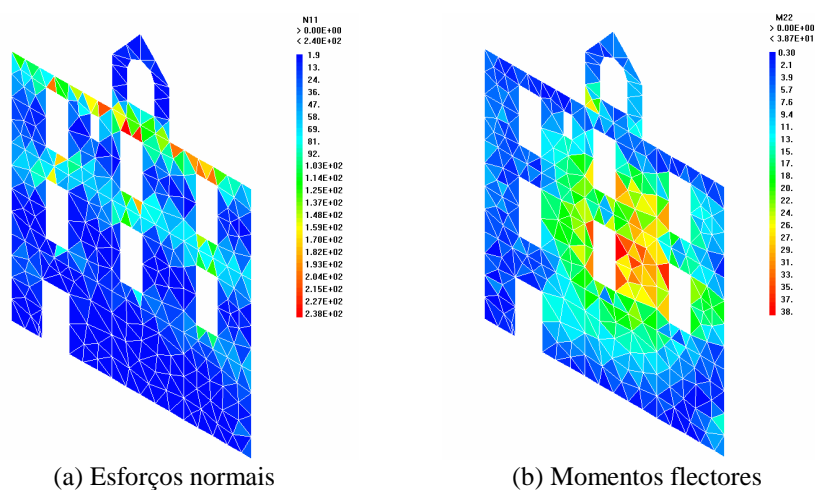 N11
> 0.00E+00
< 2.40E+02
1.9
13.
24.
36.
47.
58.
69.
81.
92.
1.03E+02
1.14E+02
1.25E+02
1.37E+02
1.48E+02
1.59E+02
1.70E+02
1.82E+02
1.93E+02
2.04E+02
2.15E+02
2.27E+02
2.38E+02
M22
> 0.00E+00
< 3.87E+01
0.30
2.1
3.9
5.7
7.6
9.4
11.
13.
15.
17.
18.
20.
22.
24.
26.
27.
29.
31.
33.
35.
37.
38.
(a) Esforços normais
(b) Momentos flectores